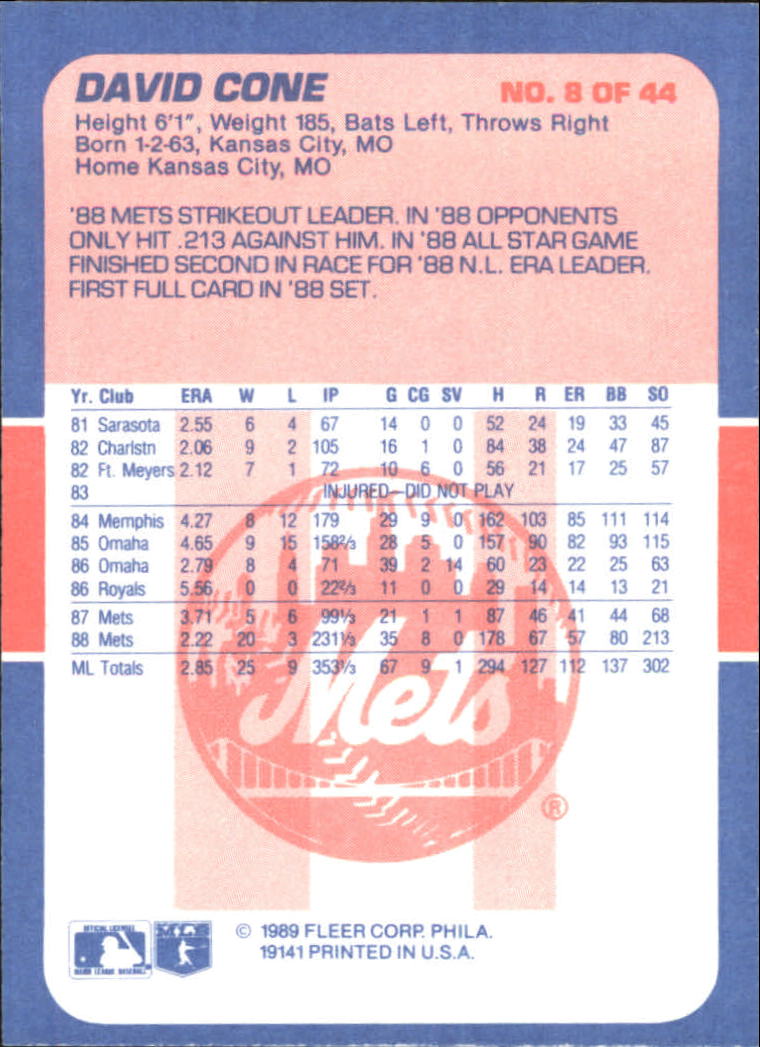 DAVID CONE NO. 8 OF 44
Height 6'1", Weight 185, Bats Left, Throws Right
Born 1-2-63, Kansas City, MO
Home Kansas City, MO
'88 METS STRIKEOUT LEADER. IN '88 OPPONENTS
ONLY HIT .213 AGAINST HIM. IN '88 ALL STAR GAME
FINISHED SECOND IN RACE FOR '88 N.L. ERA LEADER.
FIRST FULL CARD IN '88 SET.
Yr. Club ERA W L IP G CG SV H R ER BB SO
81 Sarasota 2.55 6 4 67 14 0 0 52 24 19 33 45
82 Charlstn 2.06 9 2 105 16 1 0 84 38 24 47 87
82 Ft. Meyers 2.12 7 1 72 10 6 0 56 21 17 25 57
83 INJURED—DID NOT PLAY
84 Memphis 4.27 8 12 179 29 9 0 162 103 85 111 114
85 Omaha 4.65 9 15 158⅔ 28 5 0 157 90 82 93 115
86 Omaha 2.79 8 4 71 39 2 14 60 23 22 25 63
86 Royals 5.56 0 0 22⅔ 11 0 0 29 14 14 13 21
87 Mets 3.71 5 6 99⅓ 21 1 1 87 46 41 44 68
88 Mets 2.22 20 3 231⅓ 35 8 0 178 67 57 80 213
ML Totals 2.85 25 9 353⅓ 67 9 1 294 127 112 137 302
Mets
®
OFFICIAL LICENSEE
MAJOR LEAGUE BASEBALL
© 1989 FLEER CORP. PHILA.
19141 PRINTED IN U.S.A.